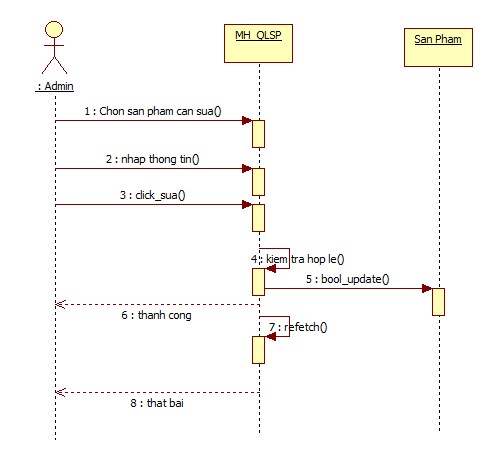 MH_QLSP
San Pham
: Admin
1 : Chon san pham can sua()
2 : nhap thong tin()
3 : click_sua()
4 : kiem tra hop le()
5 : bool_update()
6 : thanh cong
7 : refetch()
8 : that bai